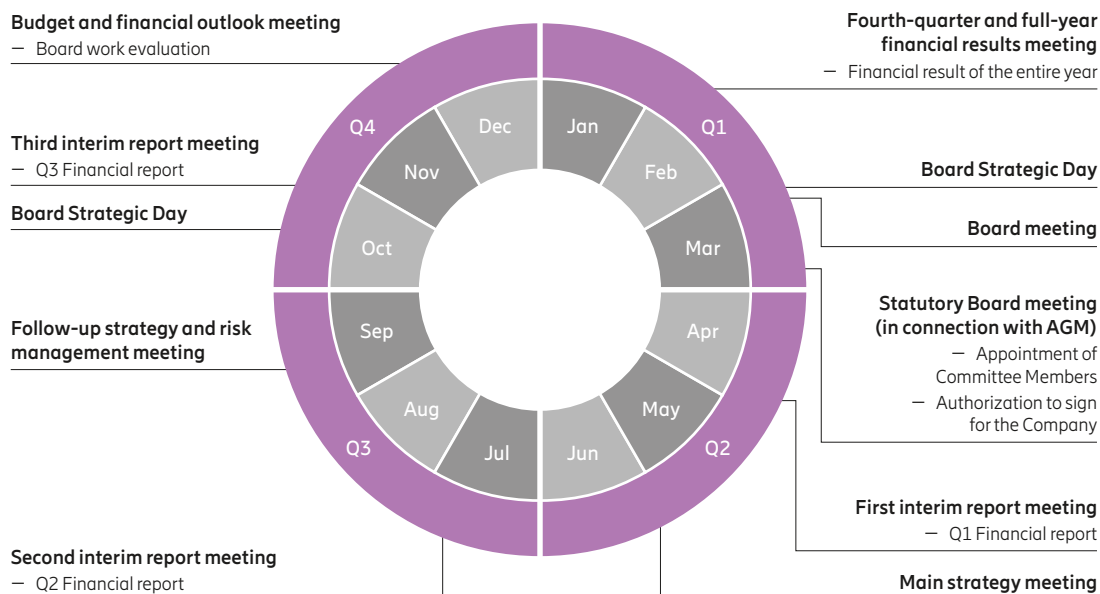 Budget and financial outlook meeting
— Board work evaluation
Third interim report meeting
— Q3 Financial report
Board Strategic Day
Follow-up strategy and risk
management meeting
Second interim report meeting
— Q2 Financial report
Q4
Q1
Q3
Q2
Dec
Jan
Nov
Feb
Oct
Mar
Sep
Apr
Aug
May
Jul
Jun
Fourth-quarter and full-year
financial results meeting
— Financial result of the entire year
Board Strategic Day
Board meeting
Statutory Board meeting
(in connection with AGM)
— Appointment of
Committee Members
— Authorization to sign
for the Company
First interim report meeting
— Q1 Financial report
Main strategy meeting